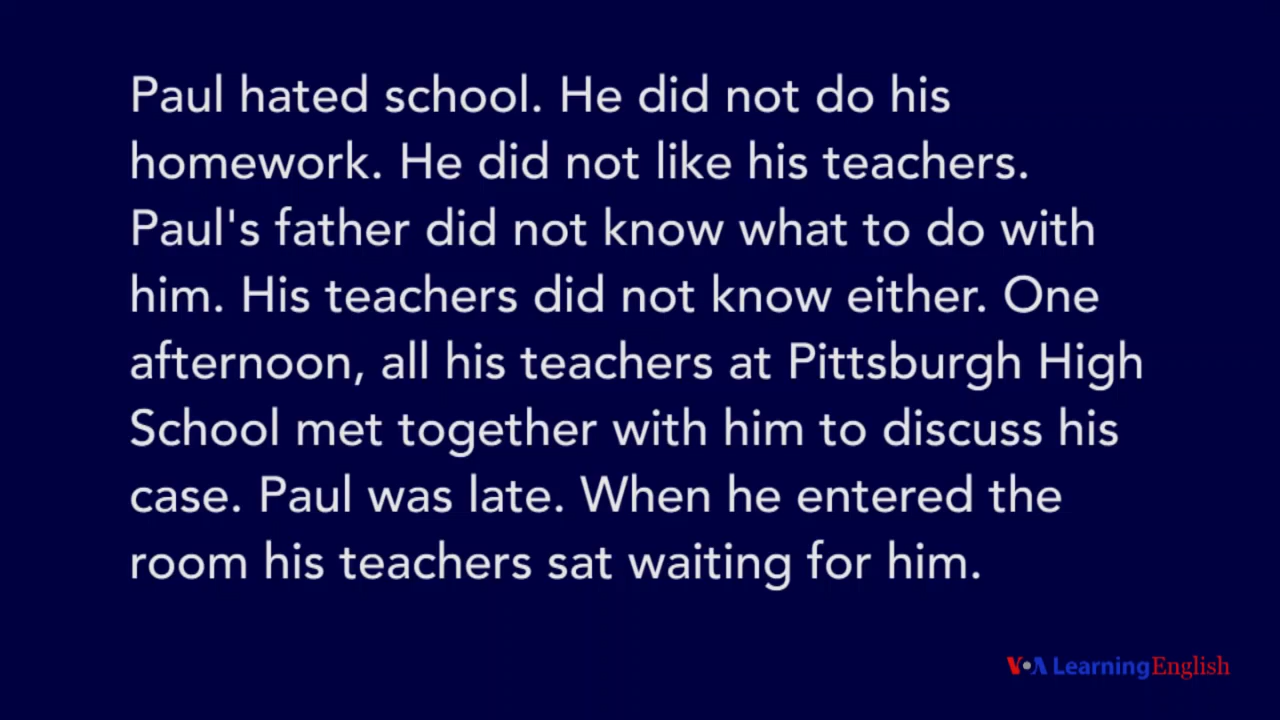 Paul hated school. He did not do his
homework. He did not like his teachers.
Paul's father did not know what to do with
him. His teachers did not know either. One
afternoon, all his teachers at Pittsburgh High
School met together with him to discuss his
case. Paul was late. When he entered the
room his teachers sat waiting for him.
VOA LearningEnglish